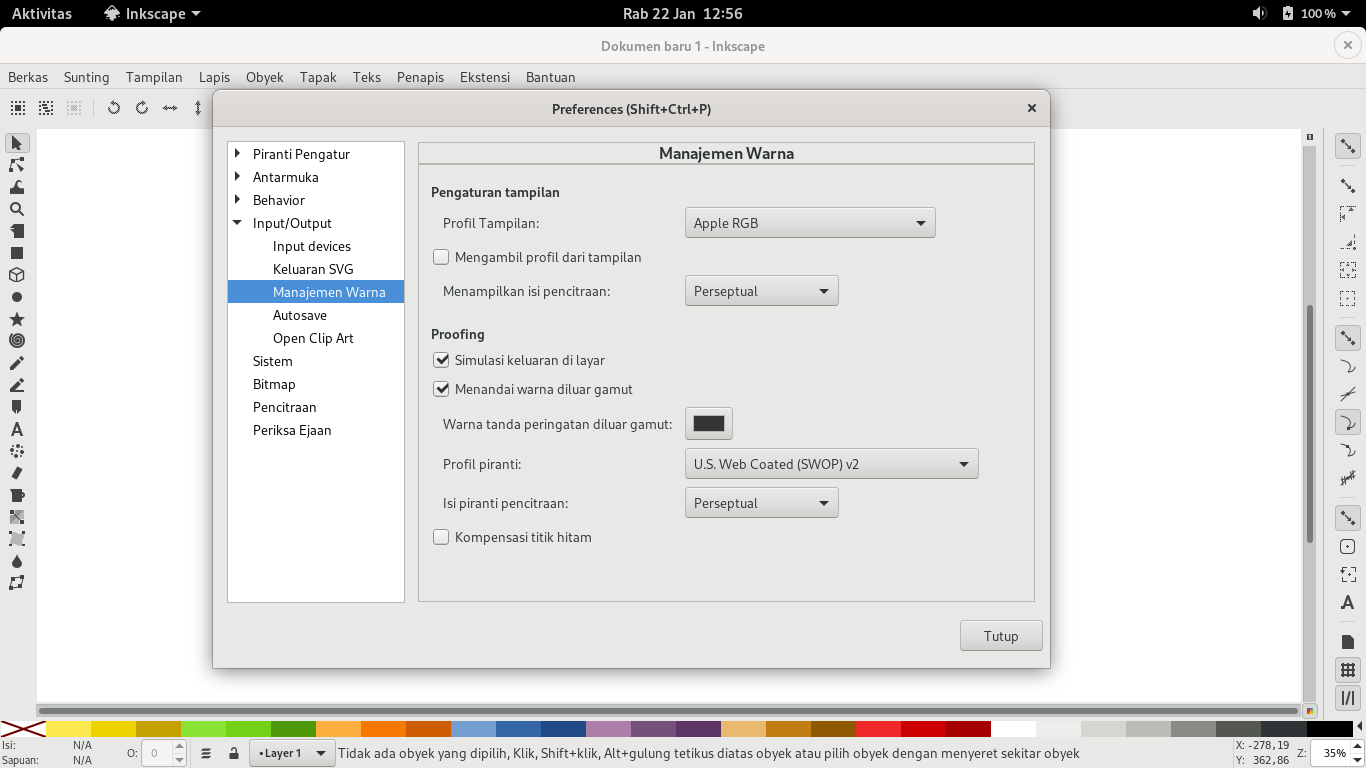 Aktivitas Inkscape Rab 22 Jan 12:56 100 %
Dokumen baru 1 - Inkscape
Berkas Sunting Tampilan Lapis Obyek Tapak Teks Penapis Ekstensi Bantuan
Preferences (Shift+Ctrl+P)
Piranti Pengatur
Antarmuka
Behavior
Input/Output
Input devices
Keluaran SVG
Manajemen Warna
Autosave
Open Clip Art
Sistem
Bitmap
Pencitraan
Periksa Ejaan
Manajemen Warna
Pengaturan tampilan
Profil Tampilan: Apple RGB
Mengambil profil dari tampilan
Menampilkan isi pencitraan: Perseptual
Proofing
Simulasi keluaran di layar
Menandai warna diluar gamut
Warna tanda peringatan diluar gamut:
Profil piranti: U.S. Web Coated (SWOP) v2
Isi piranti pencitraan: Perseptual
Kompensasi titik hitam
Tutup
Isi: N/A
Sapuan: N/A
O: 0
•Layer 1
Tidak ada obyek yang dipilih, Klik, Shift+klik, Alt+gulung tetikus diatas obyek atau pilih obyek dengan menyeret sekitar obyek
X: -278,19
Y: 362,86
Z: 35%